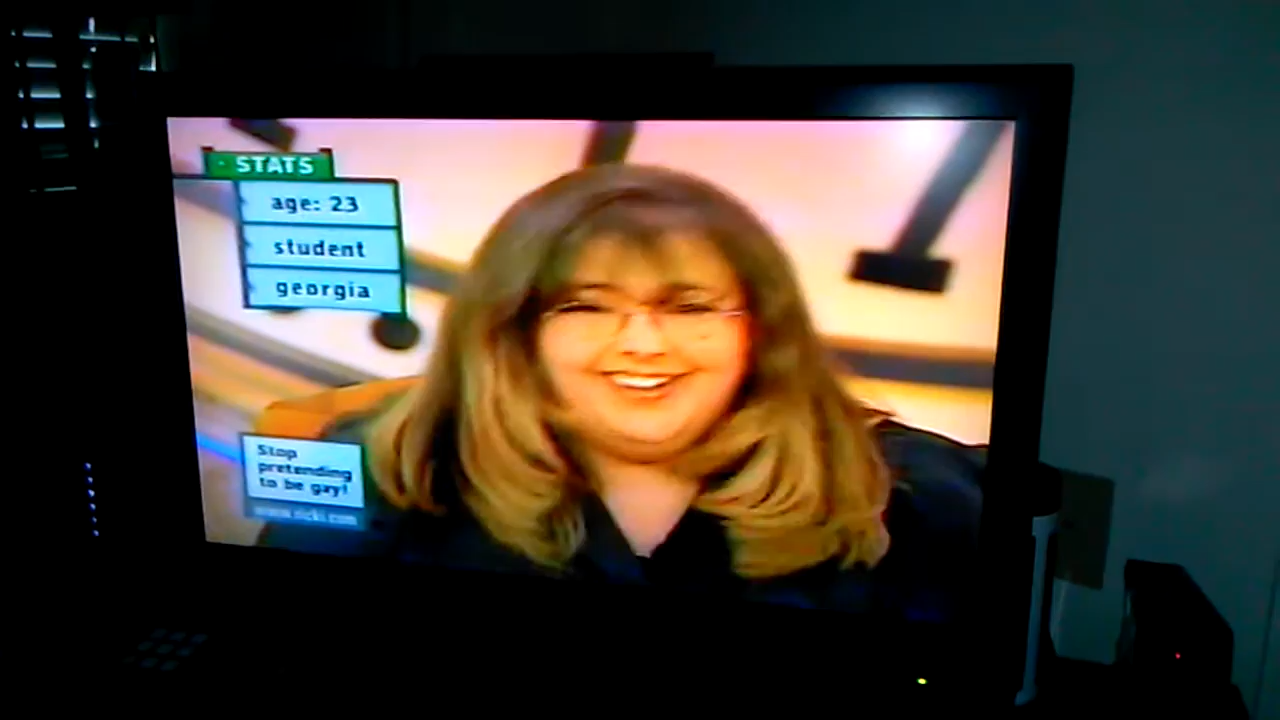 STATS
age: 23
student
georgia
Stop
pretending
to be gay!
www.ricki.com